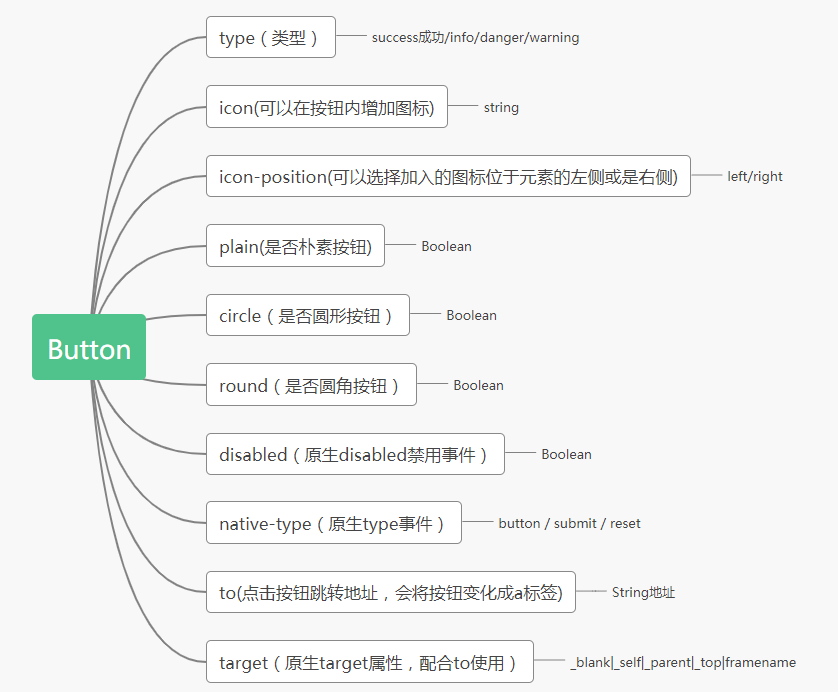 type（类型）
success成功/info/danger/warning
icon(可以在按钮内增加图标)
string
icon-position(可以选择加入的图标位于元素的左侧或是右侧)
left/right
plain(是否朴素按钮)
Boolean
circle（是否圆形按钮）
Boolean
Button
round（是否圆角按钮）
Boolean
disabled（原生disabled禁用事件）
Boolean
native-type（原生type事件）
button / submit / reset
to(点击按钮跳转地址，会将按钮变化成a标签)
String地址
target（原生target属性，配合to使用）
_blank|_self|_parent|_top|framename